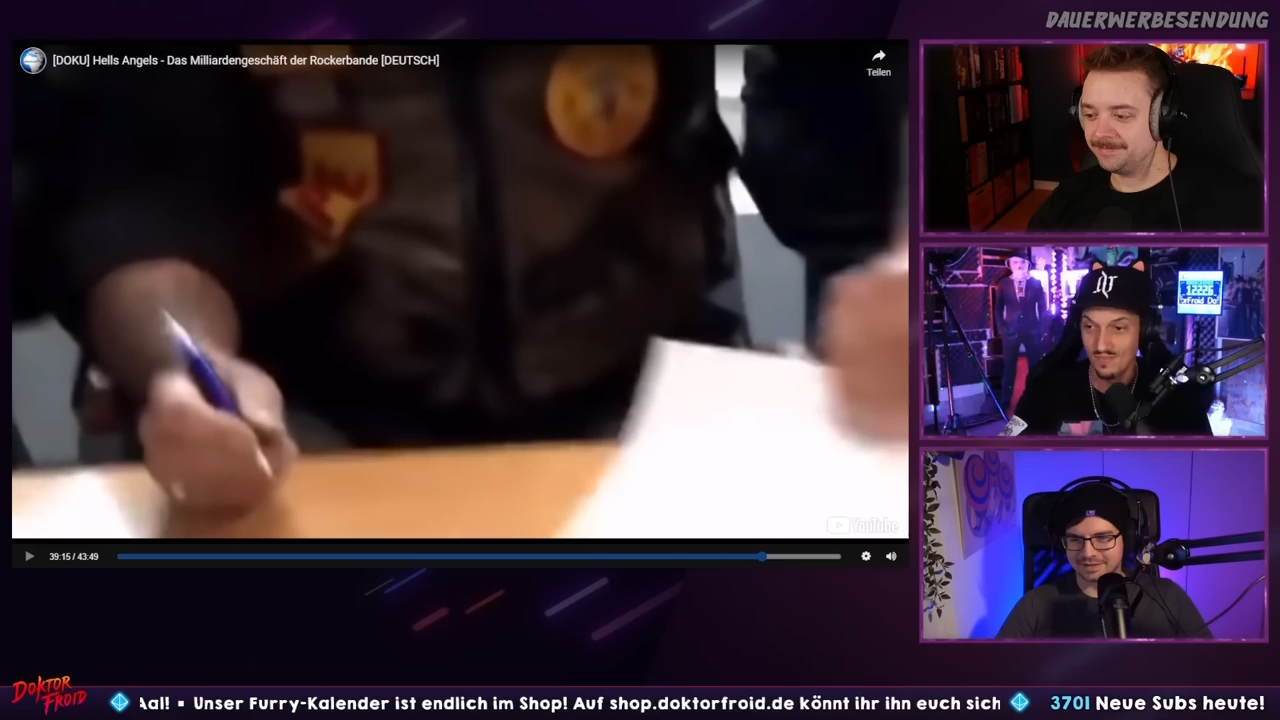 DAUERWERBESENDUNG
[DOKU] Hells Angels - Das Milliardengeschäft der Rockerbande [DEUTSCH]
Teilen
YouTube
39:15 / 43:49
DOKTOR
FROID
Aal! ▪ Unser Furry-Kalender ist endlich im Shop! Auf shop.doktorfroid.de könnt ihr ihn euch sich
3701 Neue Subs heute!